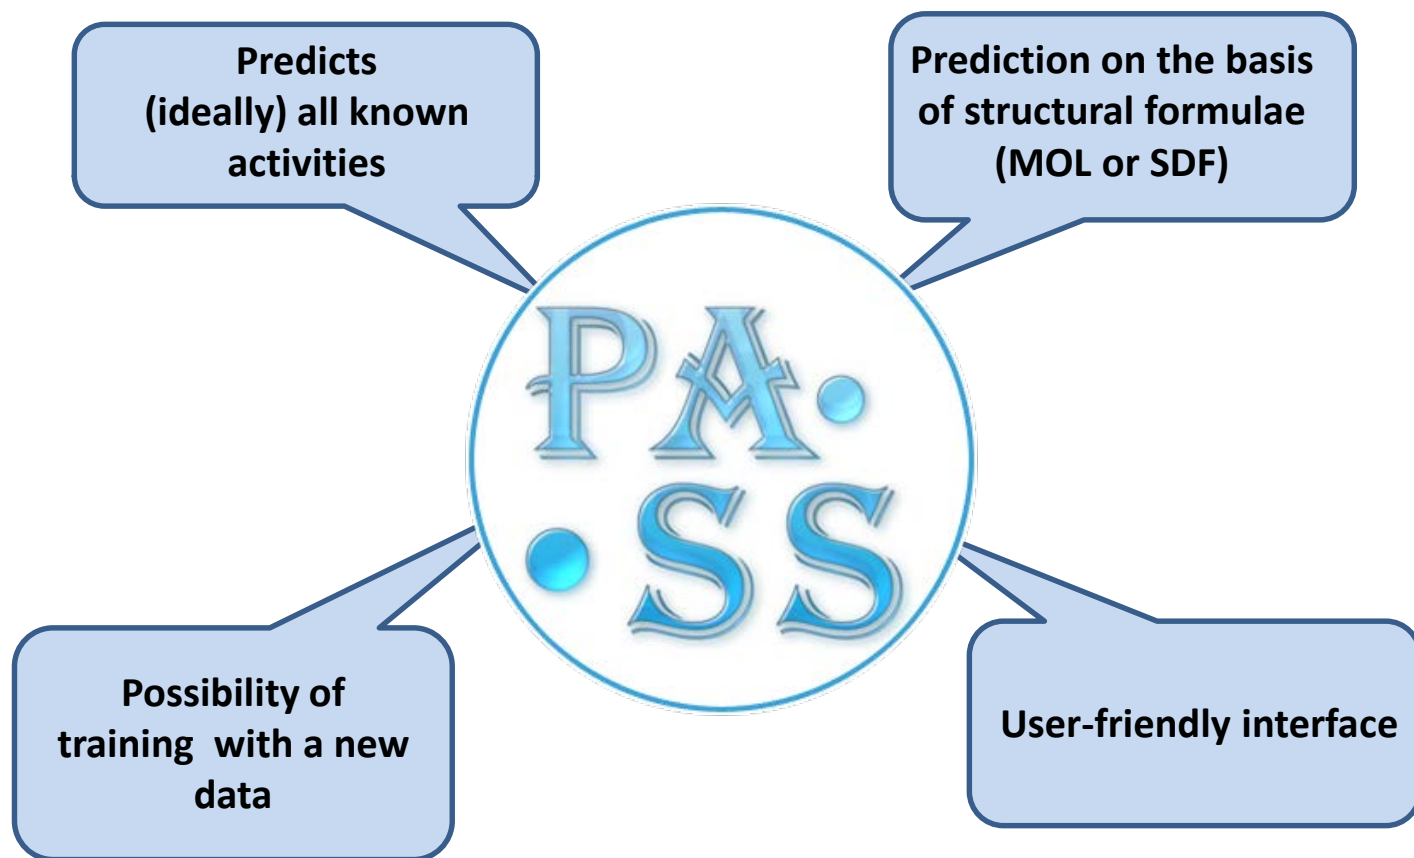 Predicts
(ideally) all known
activities
Prediction on the basis
of structural formulae
(MOL or SDF)
PA
SS
Possibility of
training  with a new
data
User-friendly interface